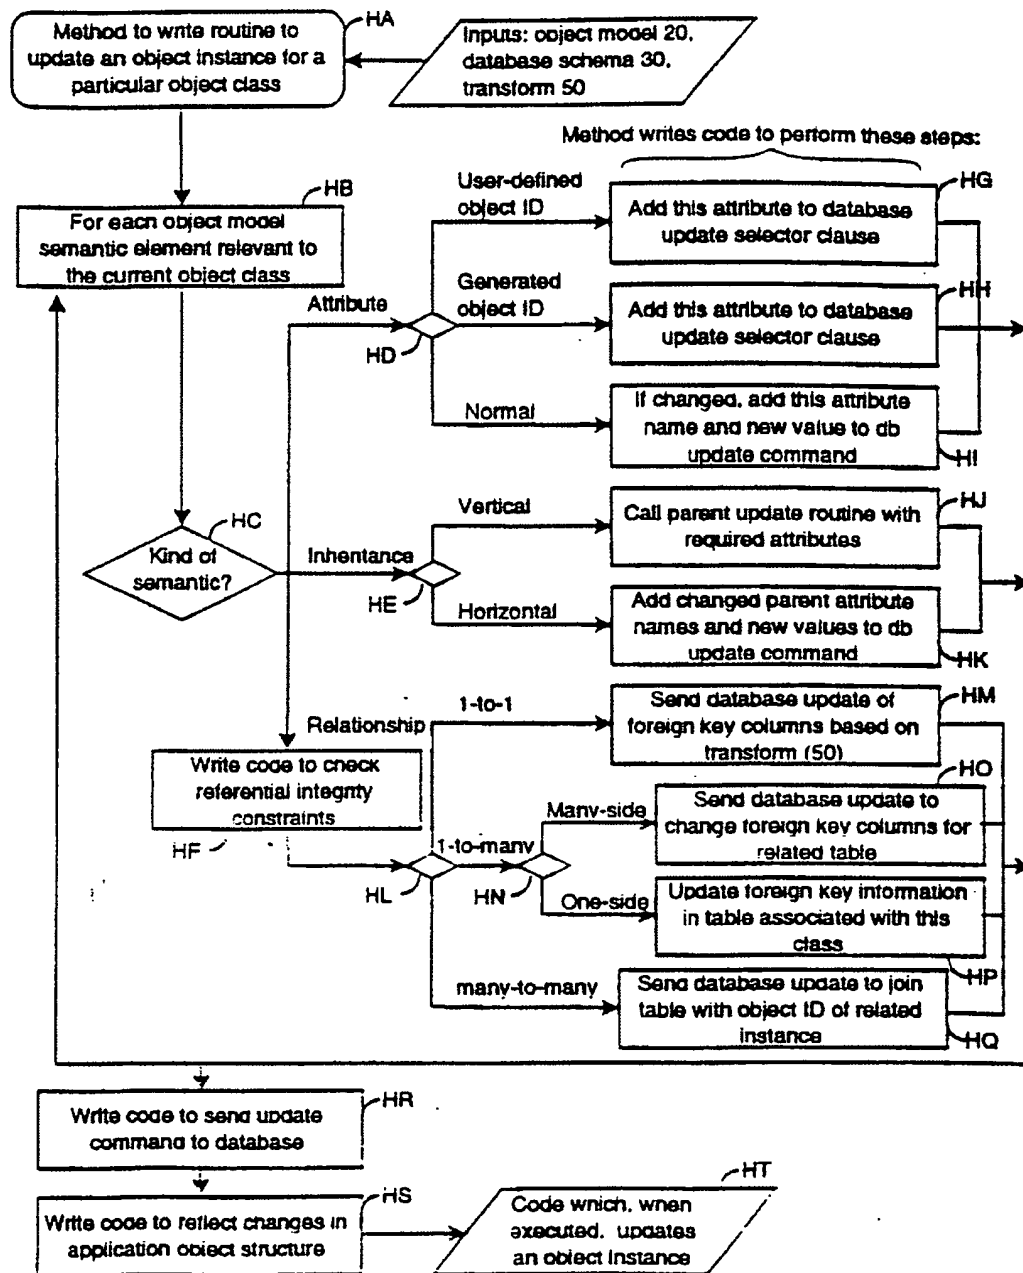 Method to write routine to
update an object instance for a
particular object class
HA
Inputs: object model 20,
database schema 30,
transform 50
Method writes code to perform these steps:
For each object model
semantic element relevant to
the current object class
HB
User-defined
object ID
Add this attribute to database
update selector clause
HG
Attribute
HD
Generated
object ID
Add this attribute to database
update selector clause
HH
Normal
If changed, add this attribute
name and new value to db
update command
HI
Kind of
semantic?
HC
Inheritance
HE
Vertical
Call parent update routine with
required attributes
HJ
Horizontal
Add changed parent attribute
names and new values to db
update command
HK
Relationship
Write code to check
referential integrity
constraints
HF
HL
1-to-1
Send database update of
foreign key columns based on
transform (50)
HM
1-to-many
HN
Many-side
Send database update to
change foreign key columns for
related table
HO
One-side
Update foreign key information
in table associated with this
class
HP
many-to-many
Send database update to join
table with object ID of related
instance
HQ
Write code to send update
command to database
HR
Write code to reflect changes in
application object structure
HS
Code which, when
executed, updates
an object instance
HT